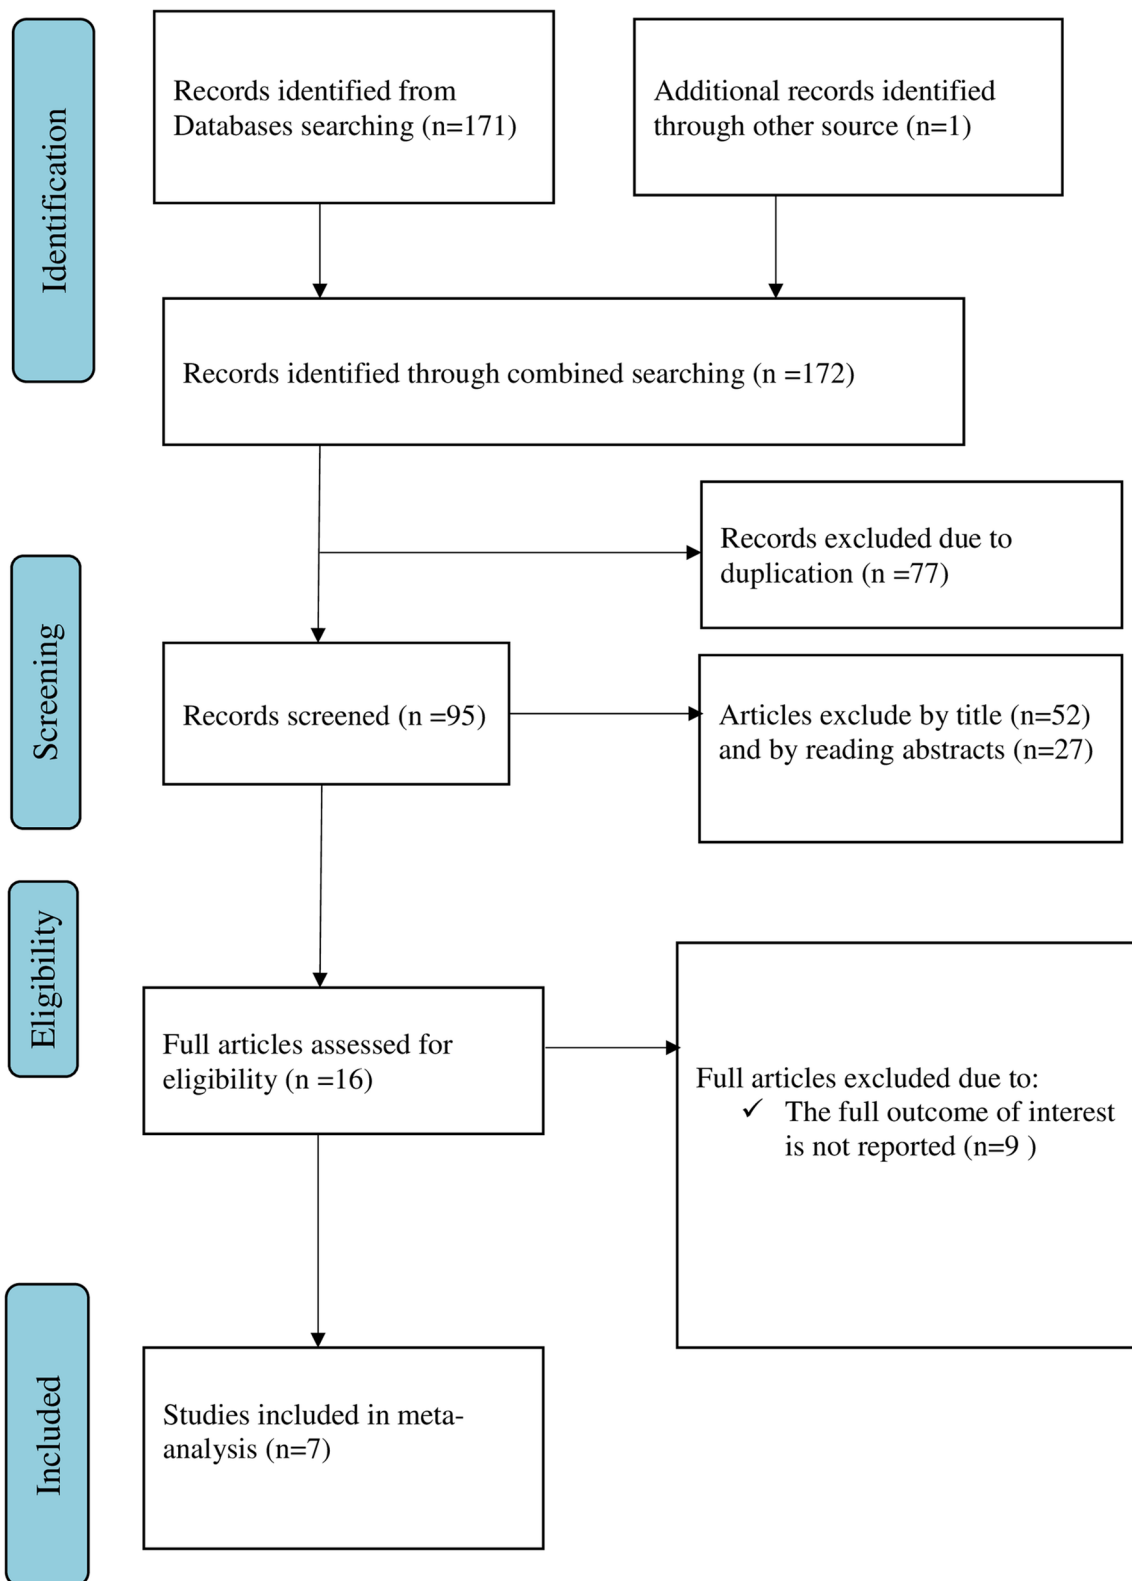 Identification
Records identified from
Databases searching (n=171)
Additional records identified
through other source (n=1)
Records identified through combined searching (n =172)
Records excluded due to
duplication (n =77)
Screening
Records screened (n =95)
Articles exclude by title (n=52)
and by reading abstracts (n=27)
Eligibility
Full articles assessed for
eligibility (n =16)
Full articles excluded due to:
✓ The full outcome of interest
is not reported (n=9 )
Included
Studies included in meta-
analysis (n=7)